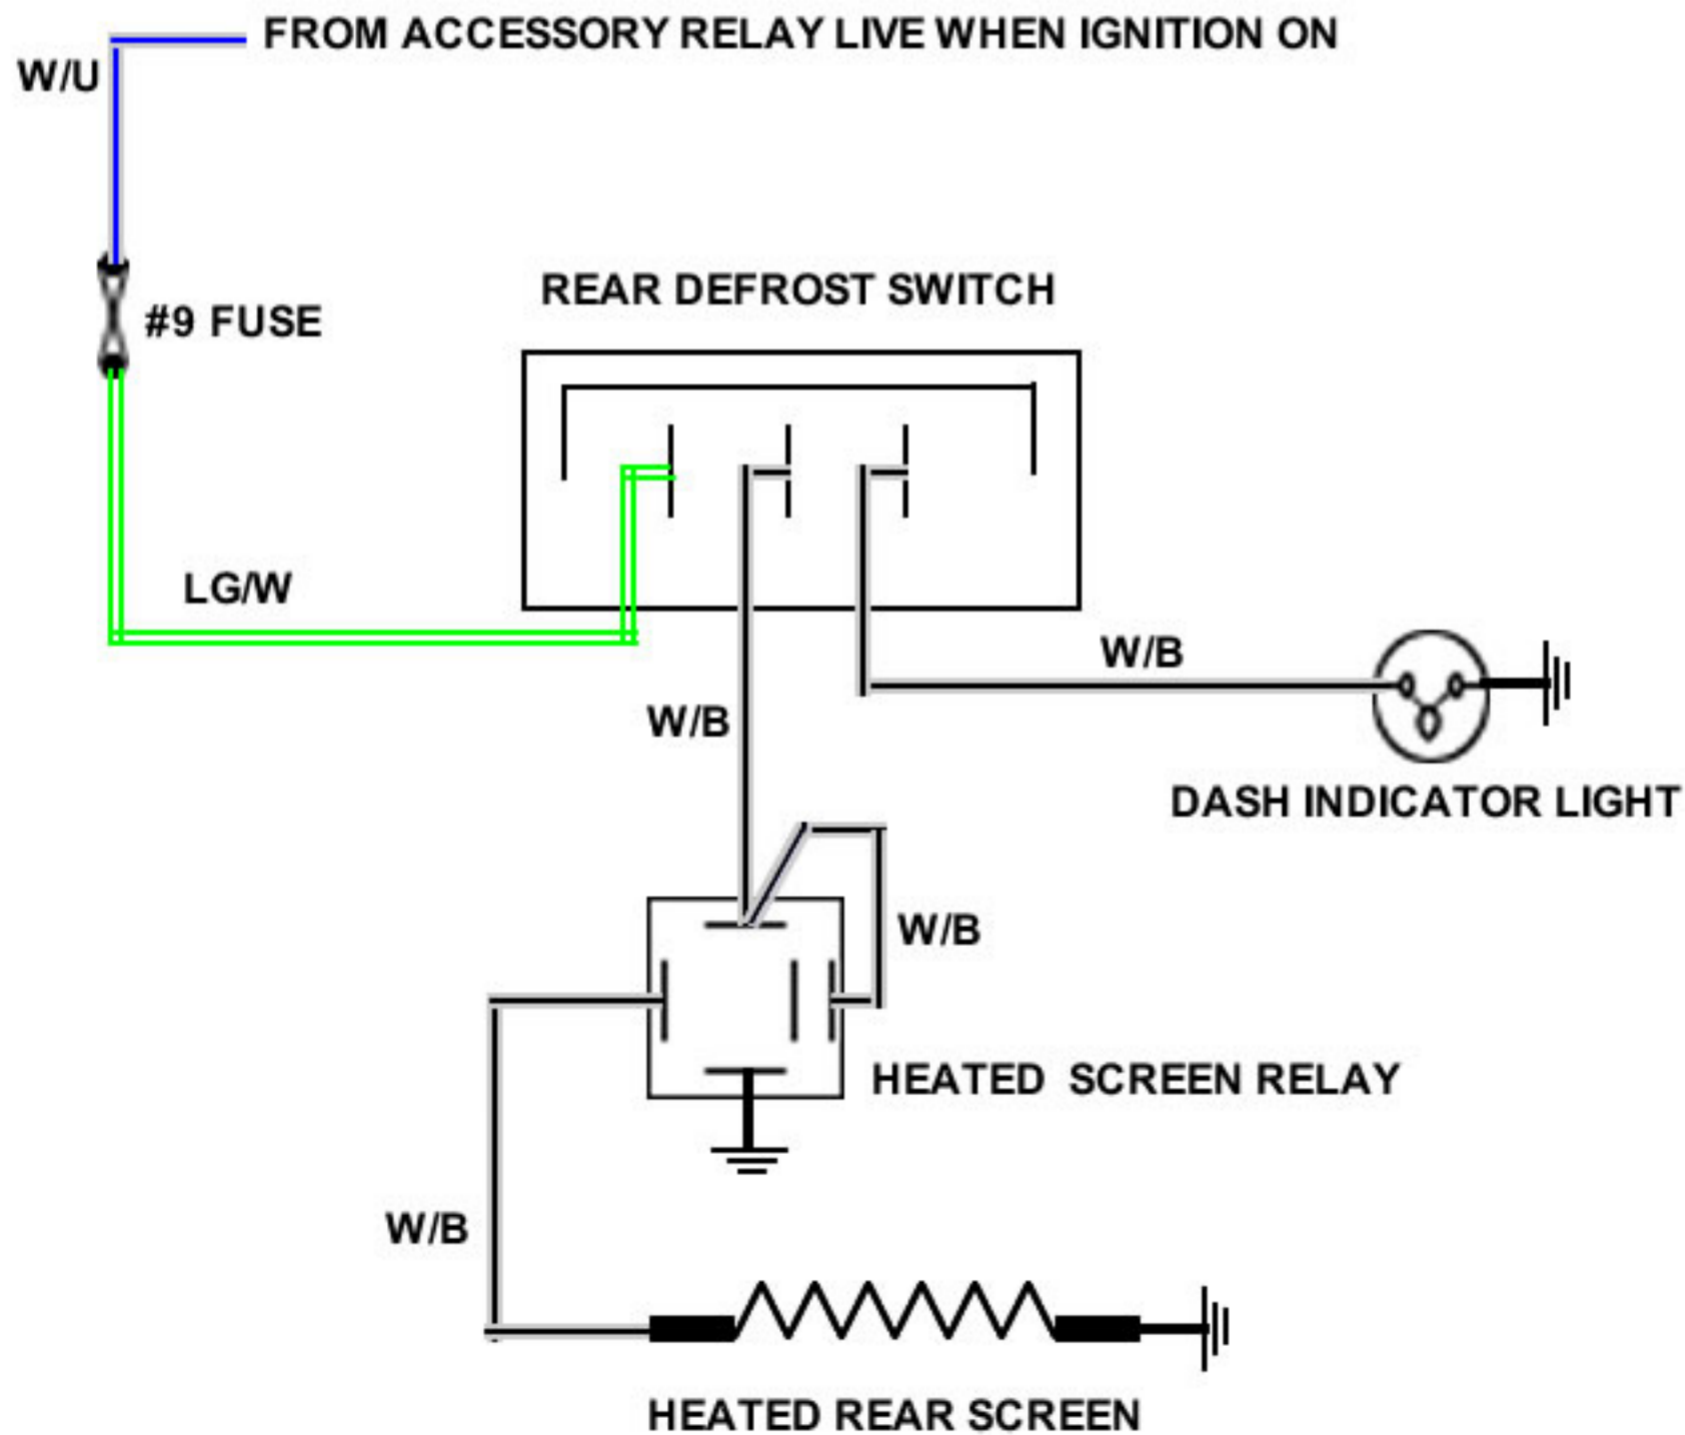 FROM ACCESSORY RELAY LIVE WHEN IGNITION ON
W/U
REAR DEFROST SWITCH
#9 FUSE
LG/W
W/B
W/B
DASH INDICATOR LIGHT
W/B
HEATED SCREEN RELAY
W/B
HEATED REAR SCREEN